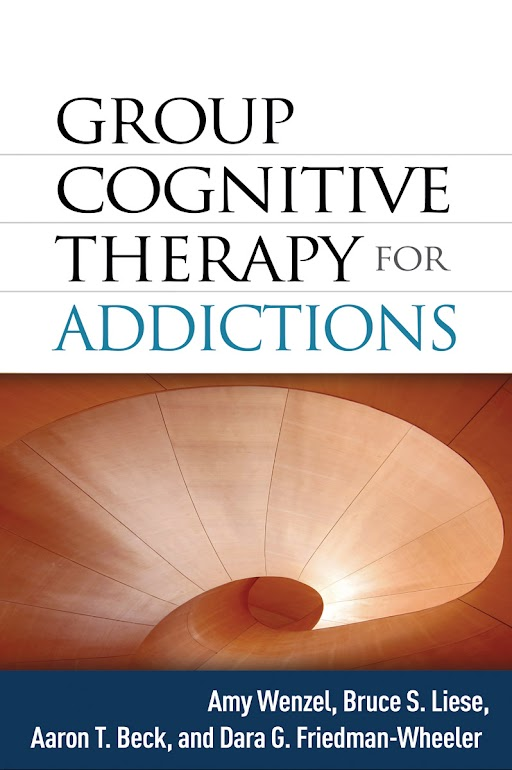 GROUP
COGNITIVE
THERAPY FOR
ADDICTIONS
Amy Wenzel, Bruce S. Liese,
Aaron T. Beck, and Dara G. Friedman-Wheeler